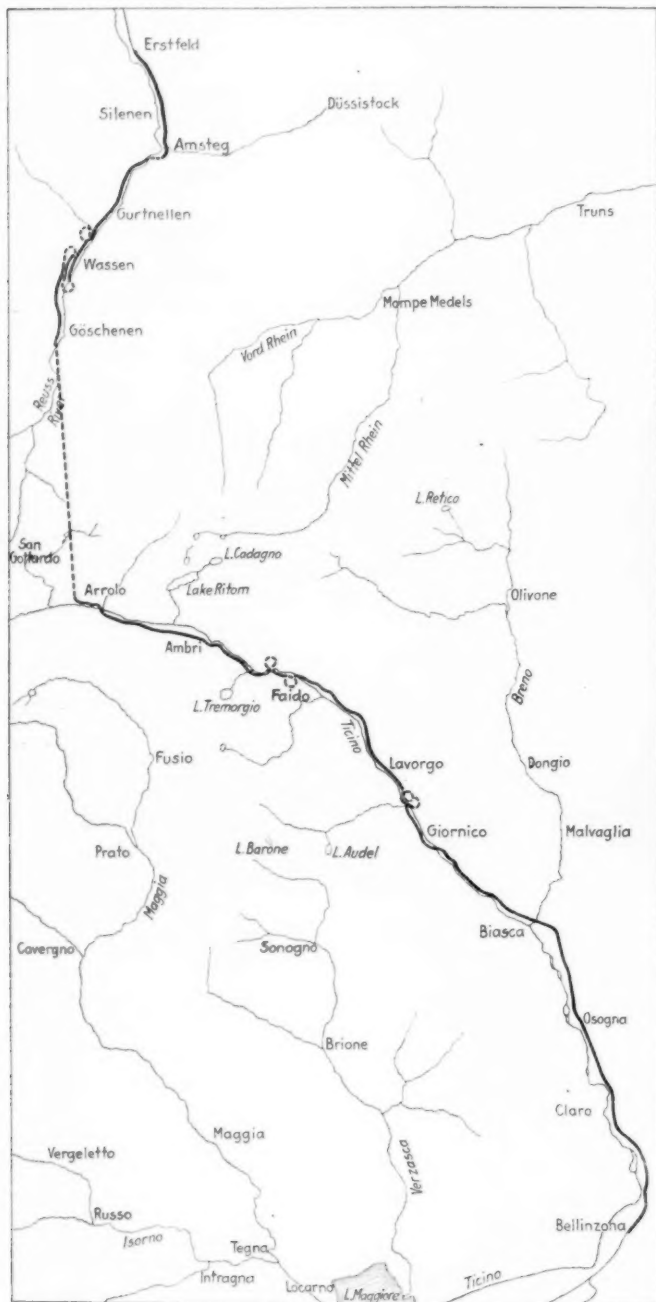 Erstfeld
Silenen
Düssistock
Amsteg
Gurtnellen
Truns
Wassen
Mompe Medels
Göschenen
Vord Rhein
Reuss
River
Mittel Rhein
L. Retico
San
Gottardo
L. Cadagno
Lake Ritom
Arrolo
Olivone
Ambri
Faido
L. Tremorgio
Breno
Ticino
Fusio
Lavorgo
Dongio
Giornico
Malvaglia
Prato
L. Barone
L. Audel
Maggia
Biasca
Cavergno
Sonogno
Osogna
Brione
Claro
Maggia
Vergeletto
Verzasca
Russo
Isorno
Bellinzona
Tegna
Intragna
Locarno
L. Maggiore
Ticino